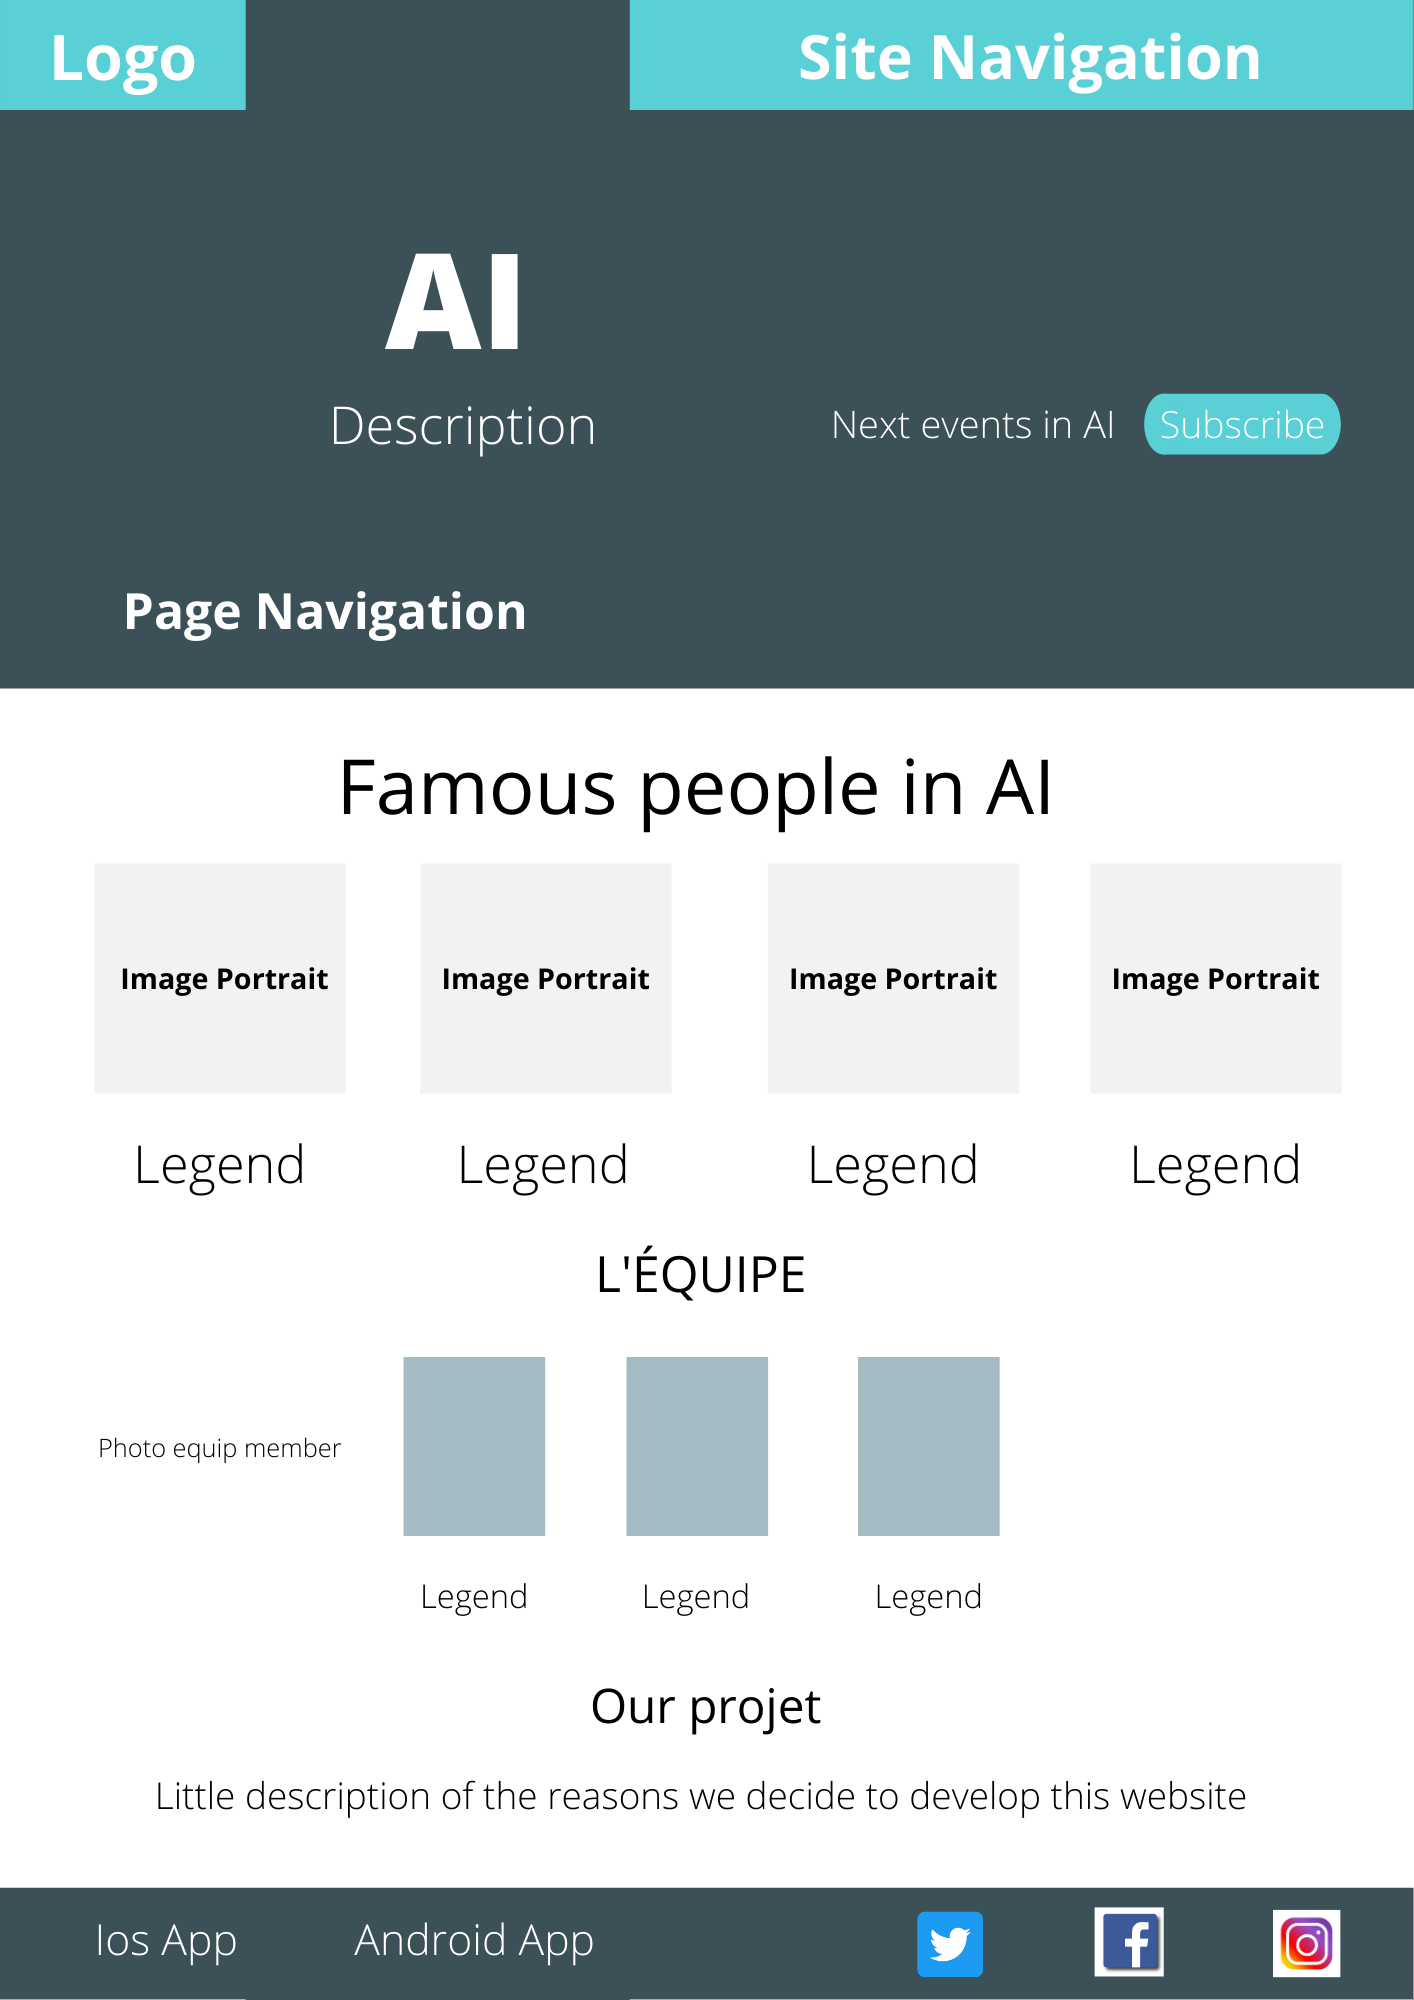 Logo
Site Navigation
AI
Description
Next events in AI
Subscribe
Page Navigation
Famous people in AI
Image Portrait
Image Portrait
Image Portrait
Image Portrait
Legend
Legend
Legend
Legend
L'ÉQUIPE
Photo equip member
Legend
Legend
Legend
Our projet
Little description of the reasons we decide to develop this website
Ios App
Android App